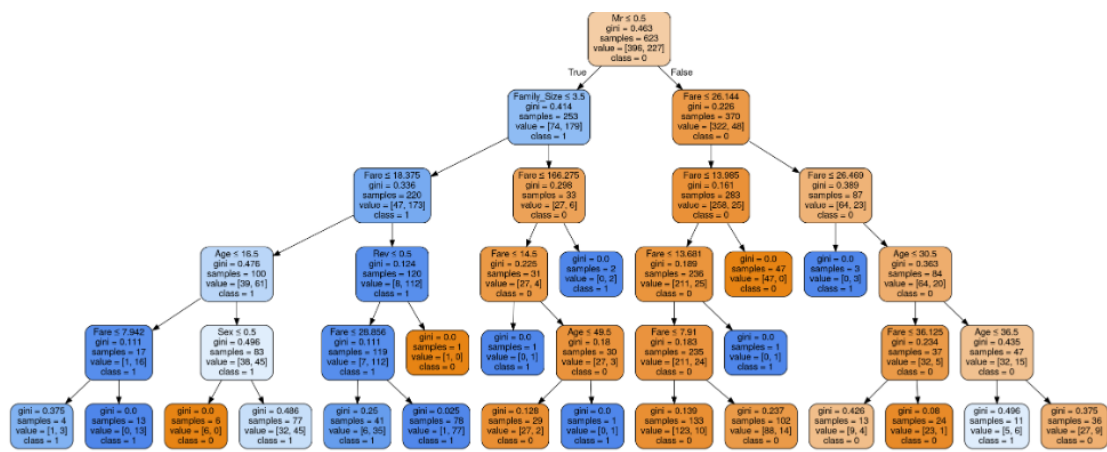 Mr ≤ 0.5
gini = 0.463
samples = 623
value = [396, 227]
class = 0
True
False
Family_Size ≤ 3.5
gini = 0.414
samples = 253
value = [74, 179]
class = 1
Fare ≤ 26.144
gini = 0.226
samples = 370
value = [322, 48]
class = 0
Fare ≤ 18.375
gini = 0.336
samples = 220
value = [47, 173]
class = 1
Fare ≤ 166.275
gini = 0.298
samples = 33
value = [27, 6]
class = 0
Fare ≤ 13.985
gini = 0.161
samples = 283
value = [258, 25]
class = 0
Fare ≤ 26.469
gini = 0.389
samples = 87
value = [64, 23]
class = 0
Age ≤ 16.5
gini = 0.476
samples = 100
value = [39, 61]
class = 1
Rev ≤ 0.5
gini = 0.124
samples = 120
value = [8, 112]
class = 1
Fare ≤ 14.5
gini = 0.225
samples = 31
value = [27, 4]
class = 0
gini = 0.0
samples = 2
value = [0, 2]
class = 1
Fare ≤ 13.681
gini = 0.189
samples = 236
value = [211, 25]
class = 0
gini = 0.0
samples = 47
value = [47, 0]
class = 0
gini = 0.0
samples = 3
value = [0, 3]
class = 1
Age ≤ 30.5
gini = 0.363
samples = 84
value = [64, 20]
class = 0
Fare ≤ 7.942
gini = 0.111
samples = 17
value = [1, 16]
class = 1
Sex ≤ 0.5
gini = 0.496
samples = 83
value = [38, 45]
class = 1
Fare ≤ 28.856
gini = 0.111
samples = 119
value = [7, 112]
class = 1
gini = 0.0
samples = 1
value = [1, 0]
class = 0
gini = 0.0
samples = 1
value = [0, 1]
class = 1
Age ≤ 49.5
gini = 0.18
samples = 30
value = [27, 3]
class = 0
Fare ≤ 7.91
gini = 0.183
samples = 235
value = [211, 24]
class = 0
gini = 0.0
samples = 1
value = [0, 1]
class = 1
Fare ≤ 36.125
gini = 0.234
samples = 37
value = [32, 5]
class = 0
Age ≤ 36.5
gini = 0.435
samples = 47
value = [32, 15]
class = 0
gini = 0.375
samples = 4
value = [1, 3]
class = 1
gini = 0.0
samples = 13
value = [0, 13]
class = 1
gini = 0.0
samples = 6
value = [6, 0]
class = 0
gini = 0.486
samples = 77
value = [32, 45]
class = 1
gini = 0.25
samples = 41
value = [6, 35]
class = 1
gini = 0.025
samples = 78
value = [1, 77]
class = 1
gini = 0.128
samples = 29
value = [27, 2]
class = 0
gini = 0.0
samples = 1
value = [0, 1]
class = 1
gini = 0.139
samples = 133
value = [123, 10]
class = 0
gini = 0.237
samples = 102
value = [88, 14]
class = 0
gini = 0.426
samples = 13
value = [9, 4]
class = 0
gini = 0.08
samples = 24
value = [23, 1]
class = 0
gini = 0.496
samples = 11
value = [5, 6]
class = 1
gini = 0.375
samples = 36
value = [27, 9]
class = 0